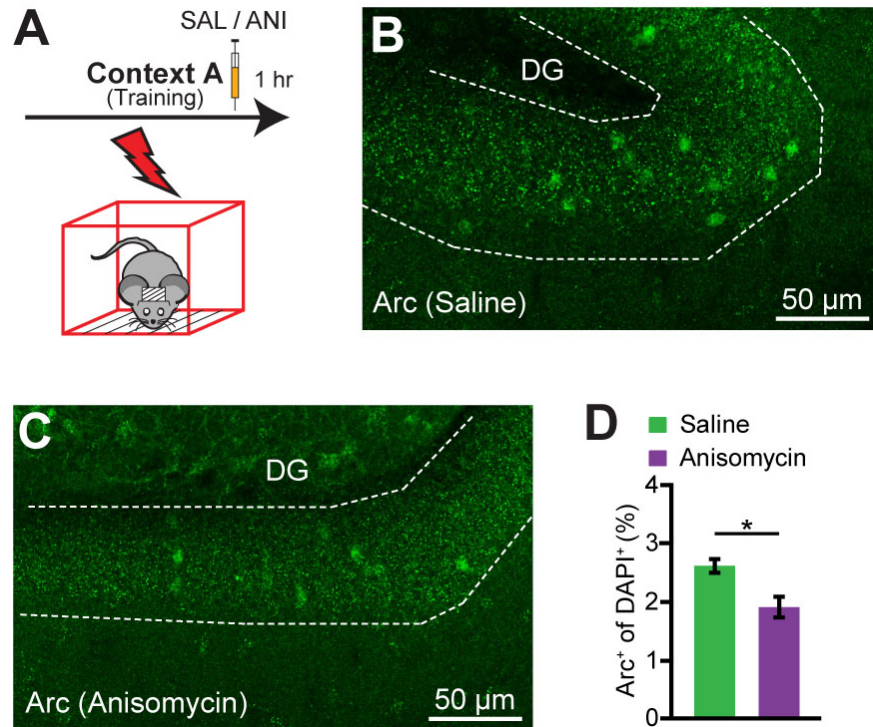 A
SAL / ANI
Context A
(Training)
1 hr
B
DG
Arc (Saline)
50 µm
C
DG
Arc (Anisomycin)
50 µm
D
Saline
Anisomycin
Arc⁺ of DAPI⁺ (%)
4
3
2
1
0
*